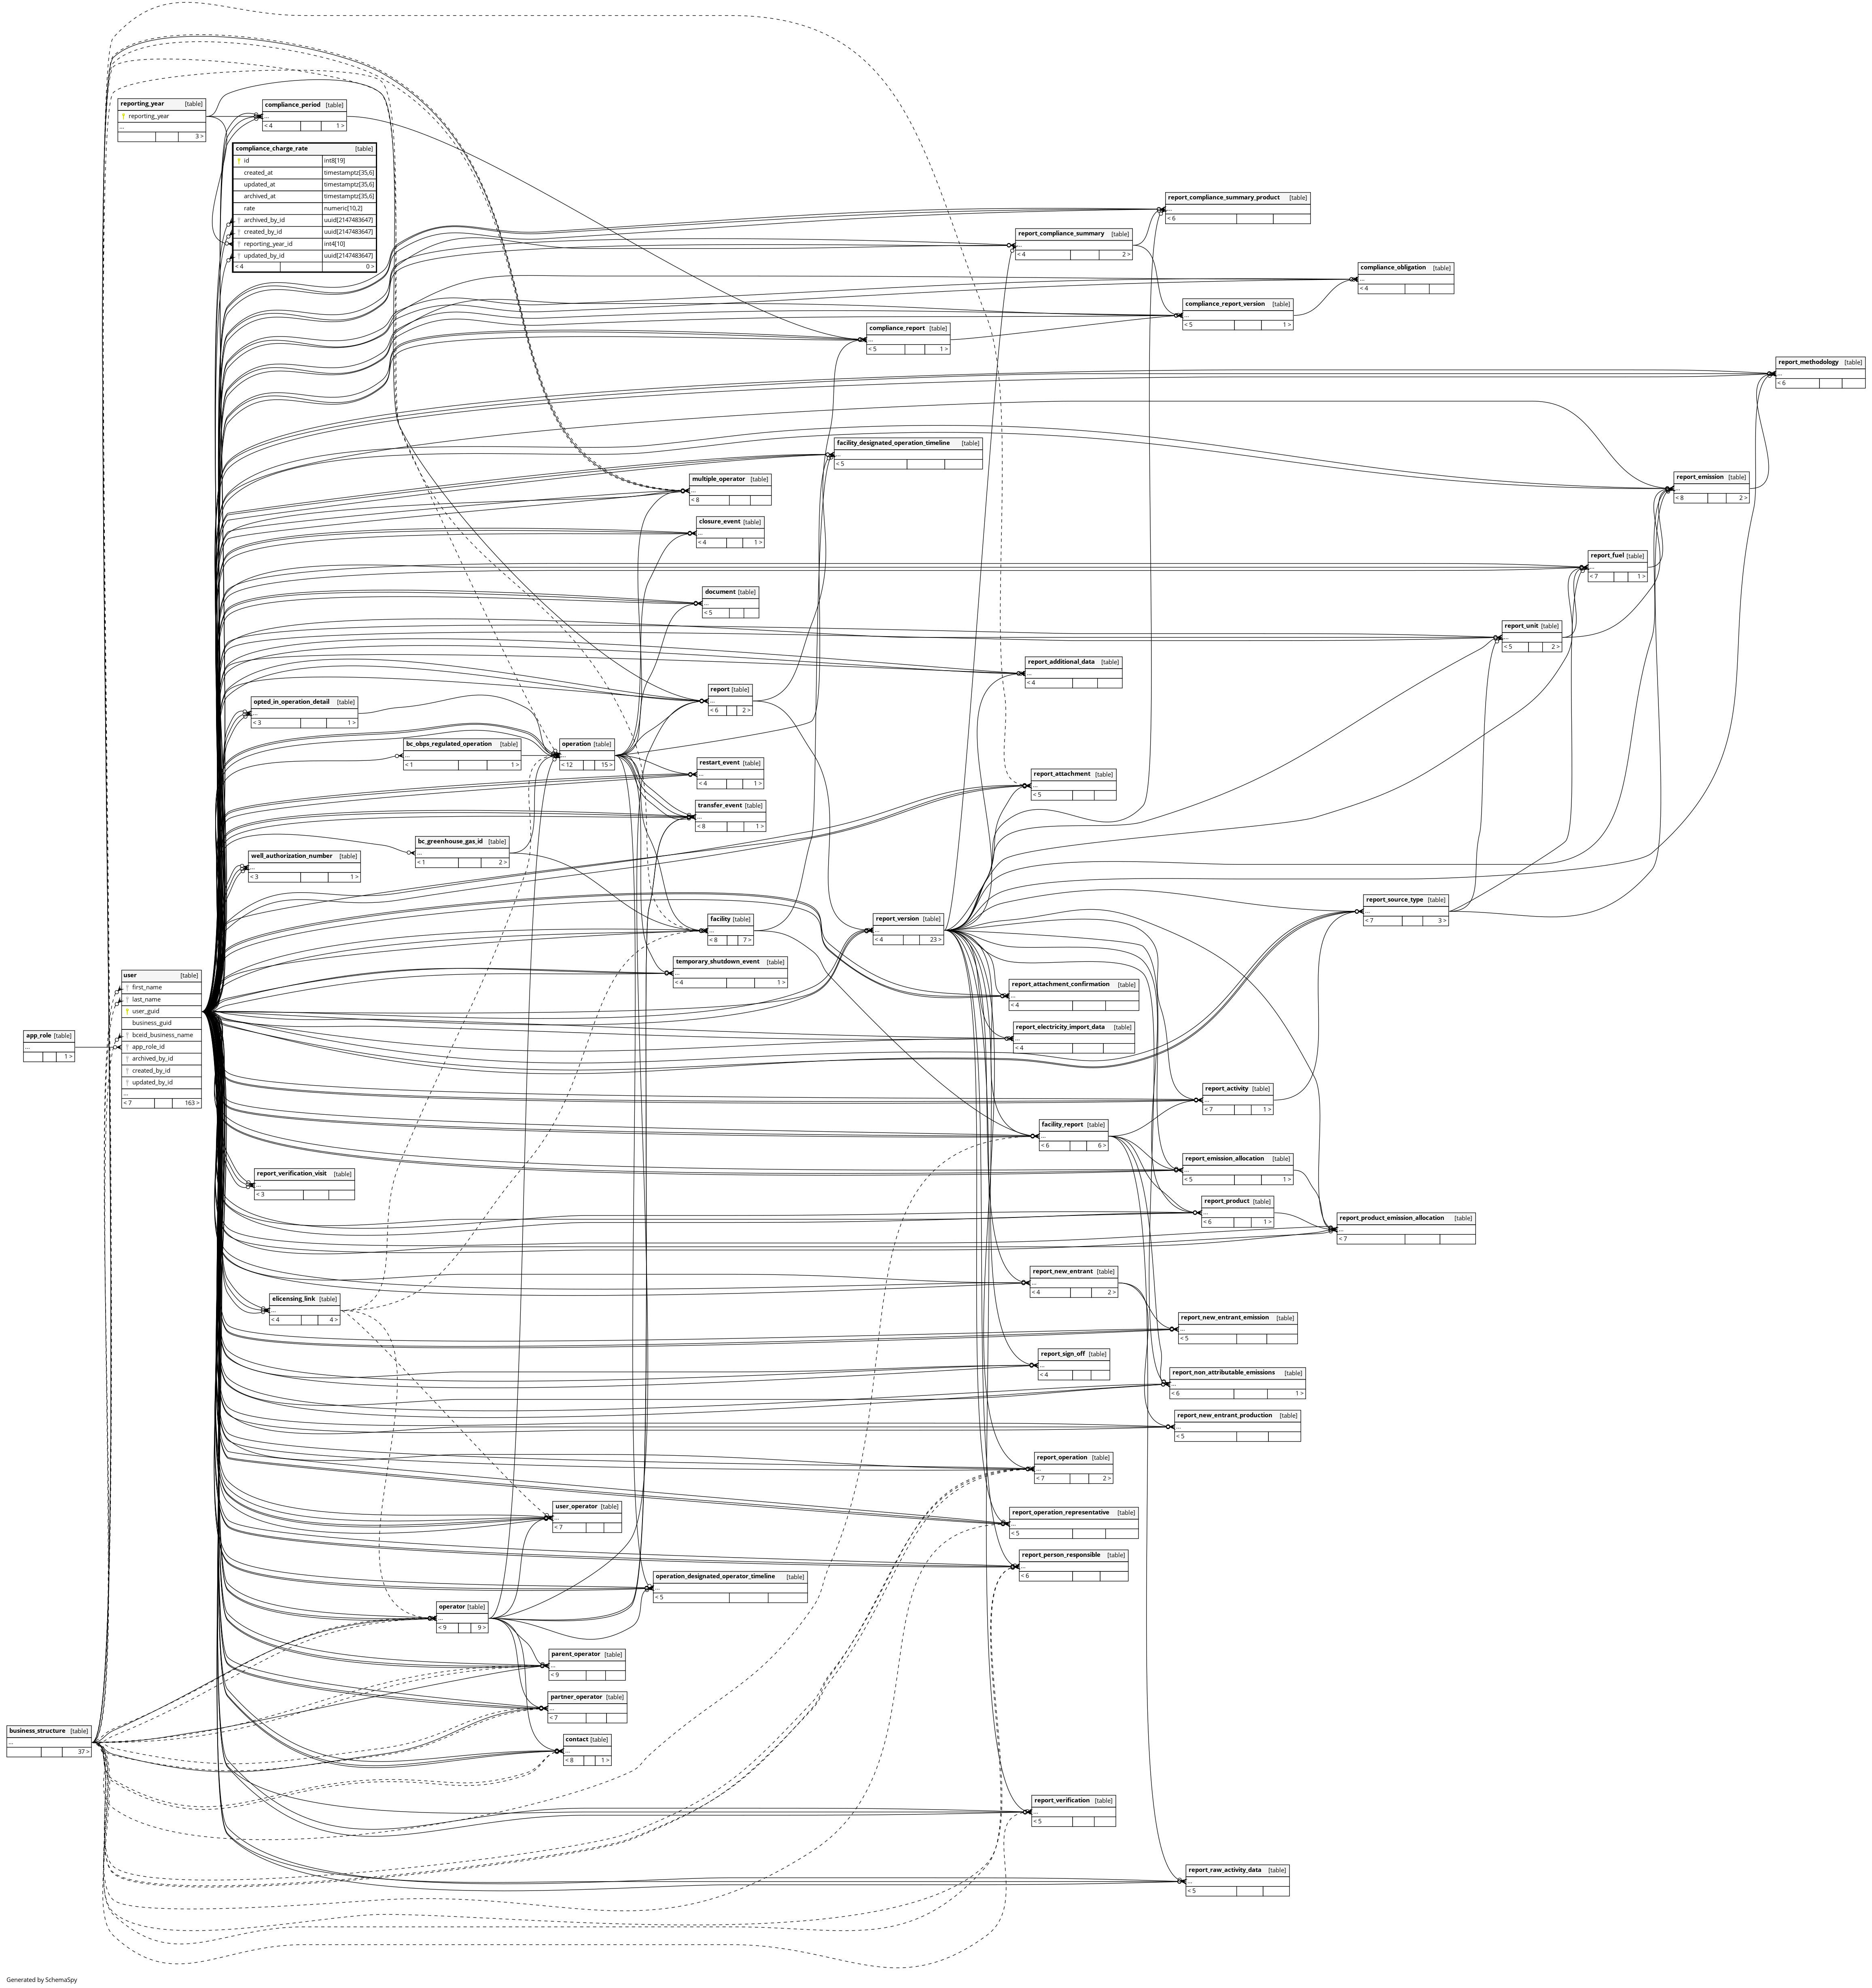 reporting_year [table]
reporting_year
...
3 >
compliance_period [table]
...
< 4 1 >
compliance_charge_rate [table]
id int8[19]
created_at timestamptz[35,6]
updated_at timestamptz[35,6]
archived_at timestamptz[35,6]
rate numeric[10,2]
archived_by_id uuid[2147483647]
created_by_id uuid[2147483647]
reporting_year_id int4[10]
updated_by_id uuid[2147483647]
< 4 0 >
report_compliance_summary_product [table]
...
< 6
report_compliance_summary [table]
...
< 4 2 >
compliance_obligation [table]
...
< 4
compliance_report_version [table]
...
< 5 1 >
compliance_report [table]
...
< 5 1 >
report_methodology [table]
...
< 6
facility_designated_operation_timeline [table]
...
< 5
multiple_operator [table]
...
< 8
report_emission [table]
...
< 8 2 >
closure_event [table]
...
< 4 1 >
report_fuel [table]
...
< 7 1 >
document [table]
...
< 5
report_unit [table]
...
< 5 2 >
report_additional_data [table]
...
< 4
report [table]
...
< 6 2 >
opted_in_operation_detail [table]
...
< 3 1 >
bc_obps_regulated_operation [table]
...
< 1 1 >
operation [table]
...
< 12 15 >
restart_event [table]
...
< 4 1 >
report_attachment [table]
...
< 5
transfer_event [table]
...
< 8 1 >
bc_greenhouse_gas_id [table]
...
< 1 2 >
well_authorization_number [table]
...
< 3 1 >
report_source_type [table]
...
< 7 3 >
facility [table]
...
< 8 7 >
report_version [table]
...
< 4 23 >
temporary_shutdown_event [table]
...
< 4 1 >
user [table]
first_name
last_name
user_guid
business_guid
bceid_business_name
app_role_id
archived_by_id
created_by_id
updated_by_id
...
< 7 163 >
report_attachment_confirmation [table]
...
< 4
report_electricity_import_data [table]
...
< 4
app_role [table]
...
1 >
report_activity [table]
...
< 7 1 >
facility_report [table]
...
< 6 6 >
report_emission_allocation [table]
...
< 5 1 >
report_verification_visit [table]
...
< 3
report_product [table]
...
< 6 1 >
report_product_emission_allocation [table]
...
< 7
report_new_entrant [table]
...
< 4 2 >
elicensing_link [table]
...
< 4 4 >
report_new_entrant_emission [table]
...
< 5
report_sign_off [table]
...
< 4
report_non_attributable_emissions [table]
...
< 6 1 >
report_new_entrant_production [table]
...
< 5
report_operation [table]
...
< 7 2 >
user_operator [table]
...
< 7
report_operation_representative [table]
...
< 5
report_person_responsible [table]
...
< 6
operation_designated_operator_timeline [table]
...
< 5
operator [table]
...
< 9 9 >
parent_operator [table]
...
< 9
partner_operator [table]
...
< 7
business_structure [table]
...
37 >
contact [table]
...
< 8 1 >
report_verification [table]
...
< 5
report_raw_activity_data [table]
...
< 5
Generated by SchemaSpy